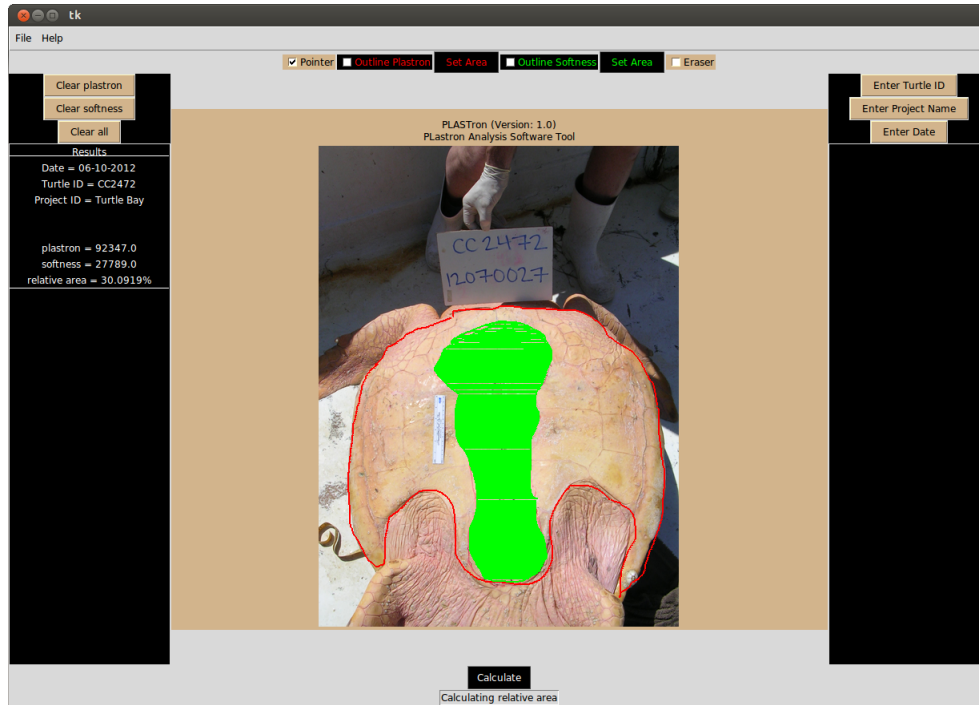 tk
File Help
Pointer Outline Plastron Set Area Outline Softness Set Area Eraser
Clear plastron
Clear softness
Clear all
Results
Date = 06-10-2012
Turtle ID = CC2472
Project ID = Turtle Bay
plastron = 92347.0
softness = 27789.0
relative area = 30.0919%
PLASTron (Version: 1.0)
PLastron Analysis Software Tool
CC2472
12070027
Enter Turtle ID
Enter Project Name
Enter Date
Calculate
Calculating relative area